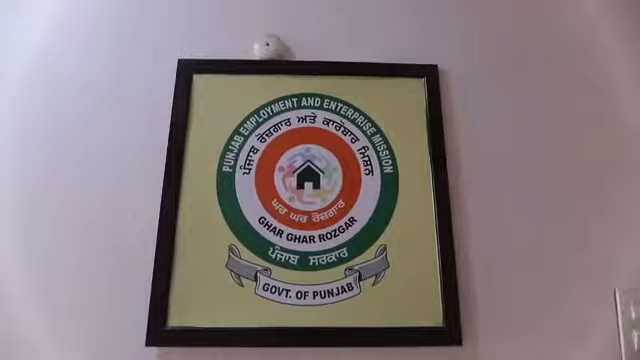 PUNJAB EMPLOYMENT AND ENTERPRISE MISSION
ਪੰਜਾਬ ਰੋਜ਼ਗਾਰ ਅਤੇ ਕਾਰੋਬਾਰ ਮਿਸ਼ਨ
ਘਰ ਘਰ ਰੋਜ਼ਗਾਰ
GHAR GHAR ROZGAR
ਪੰਜਾਬ ਸਰਕਾਰ
GOVT. OF PUNJAB